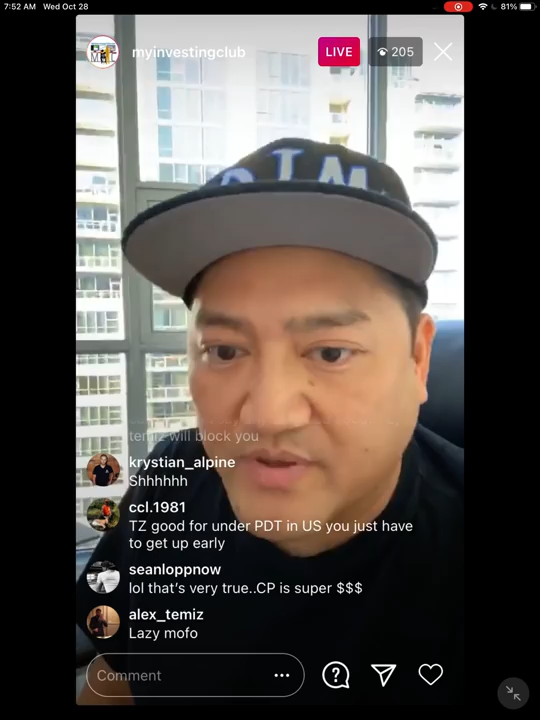 7:52 AM Wed Oct 28
81%
myinvestingclub
LIVE
205
temiz will block you
krystian_alpine
Shhhhhh
ccl.1981
TZ good for under PDT in US you just have
to get up early
seanloppnow
lol that's very true..CP is super $$$
alex_temiz
Lazy mofo
Comment